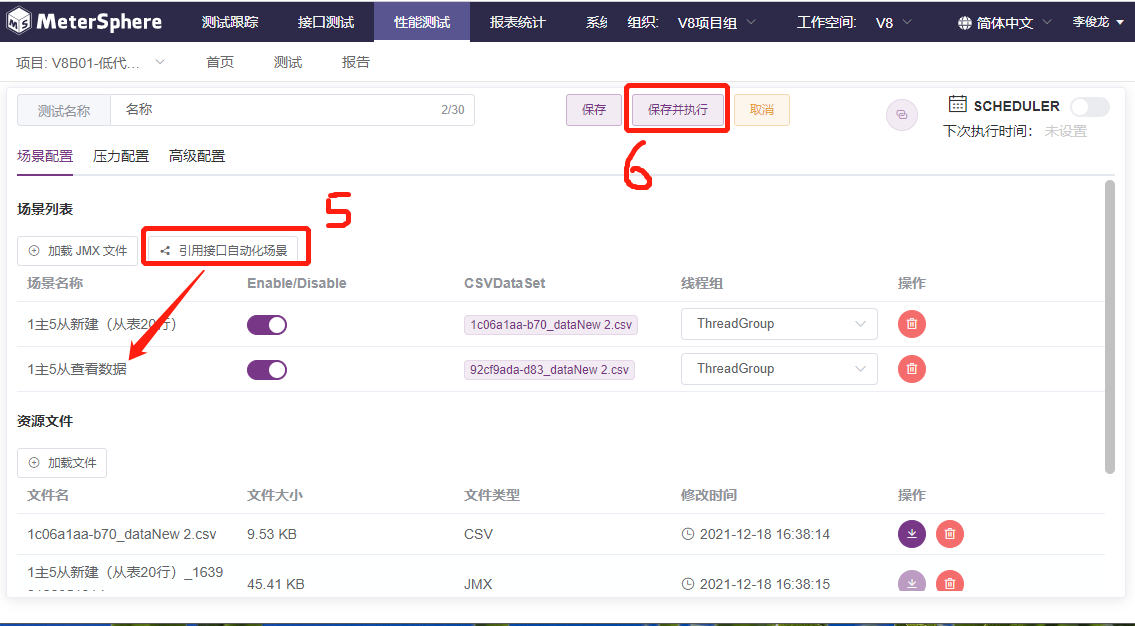 MeterSphere 测试跟踪 接口测试 性能测试 报表统计 系统 组织: V8项目组 工作空间: V8 简体中文 李俊龙
项目: V8B01-低代... 首页 测试 报告
测试名称 名称 2/30 保存 保存并执行 取消 SCHEDULER
下次执行时间： 未设置
6
场景配置 压力配置 高级配置
5
场景列表
加载 JMX 文件 引用接口自动化场景
场景名称 Enable/Disable CSVDataSet 线程组 操作
1主5从新建（从表20行） 1c06a1aa-b70_dataNew 2.csv ThreadGroup
1主5从查看数据 92cf9ada-d83_dataNew 2.csv ThreadGroup
资源文件
加载文件
文件名 文件大小 文件类型 修改时间 操作
1c06a1aa-b70_dataNew 2.csv 9.53 KB CSV 2021-12-18 16:38:14
1主5从新建（从表20行）_1639
45.41 KB JMX 2021-12-18 16:38:15